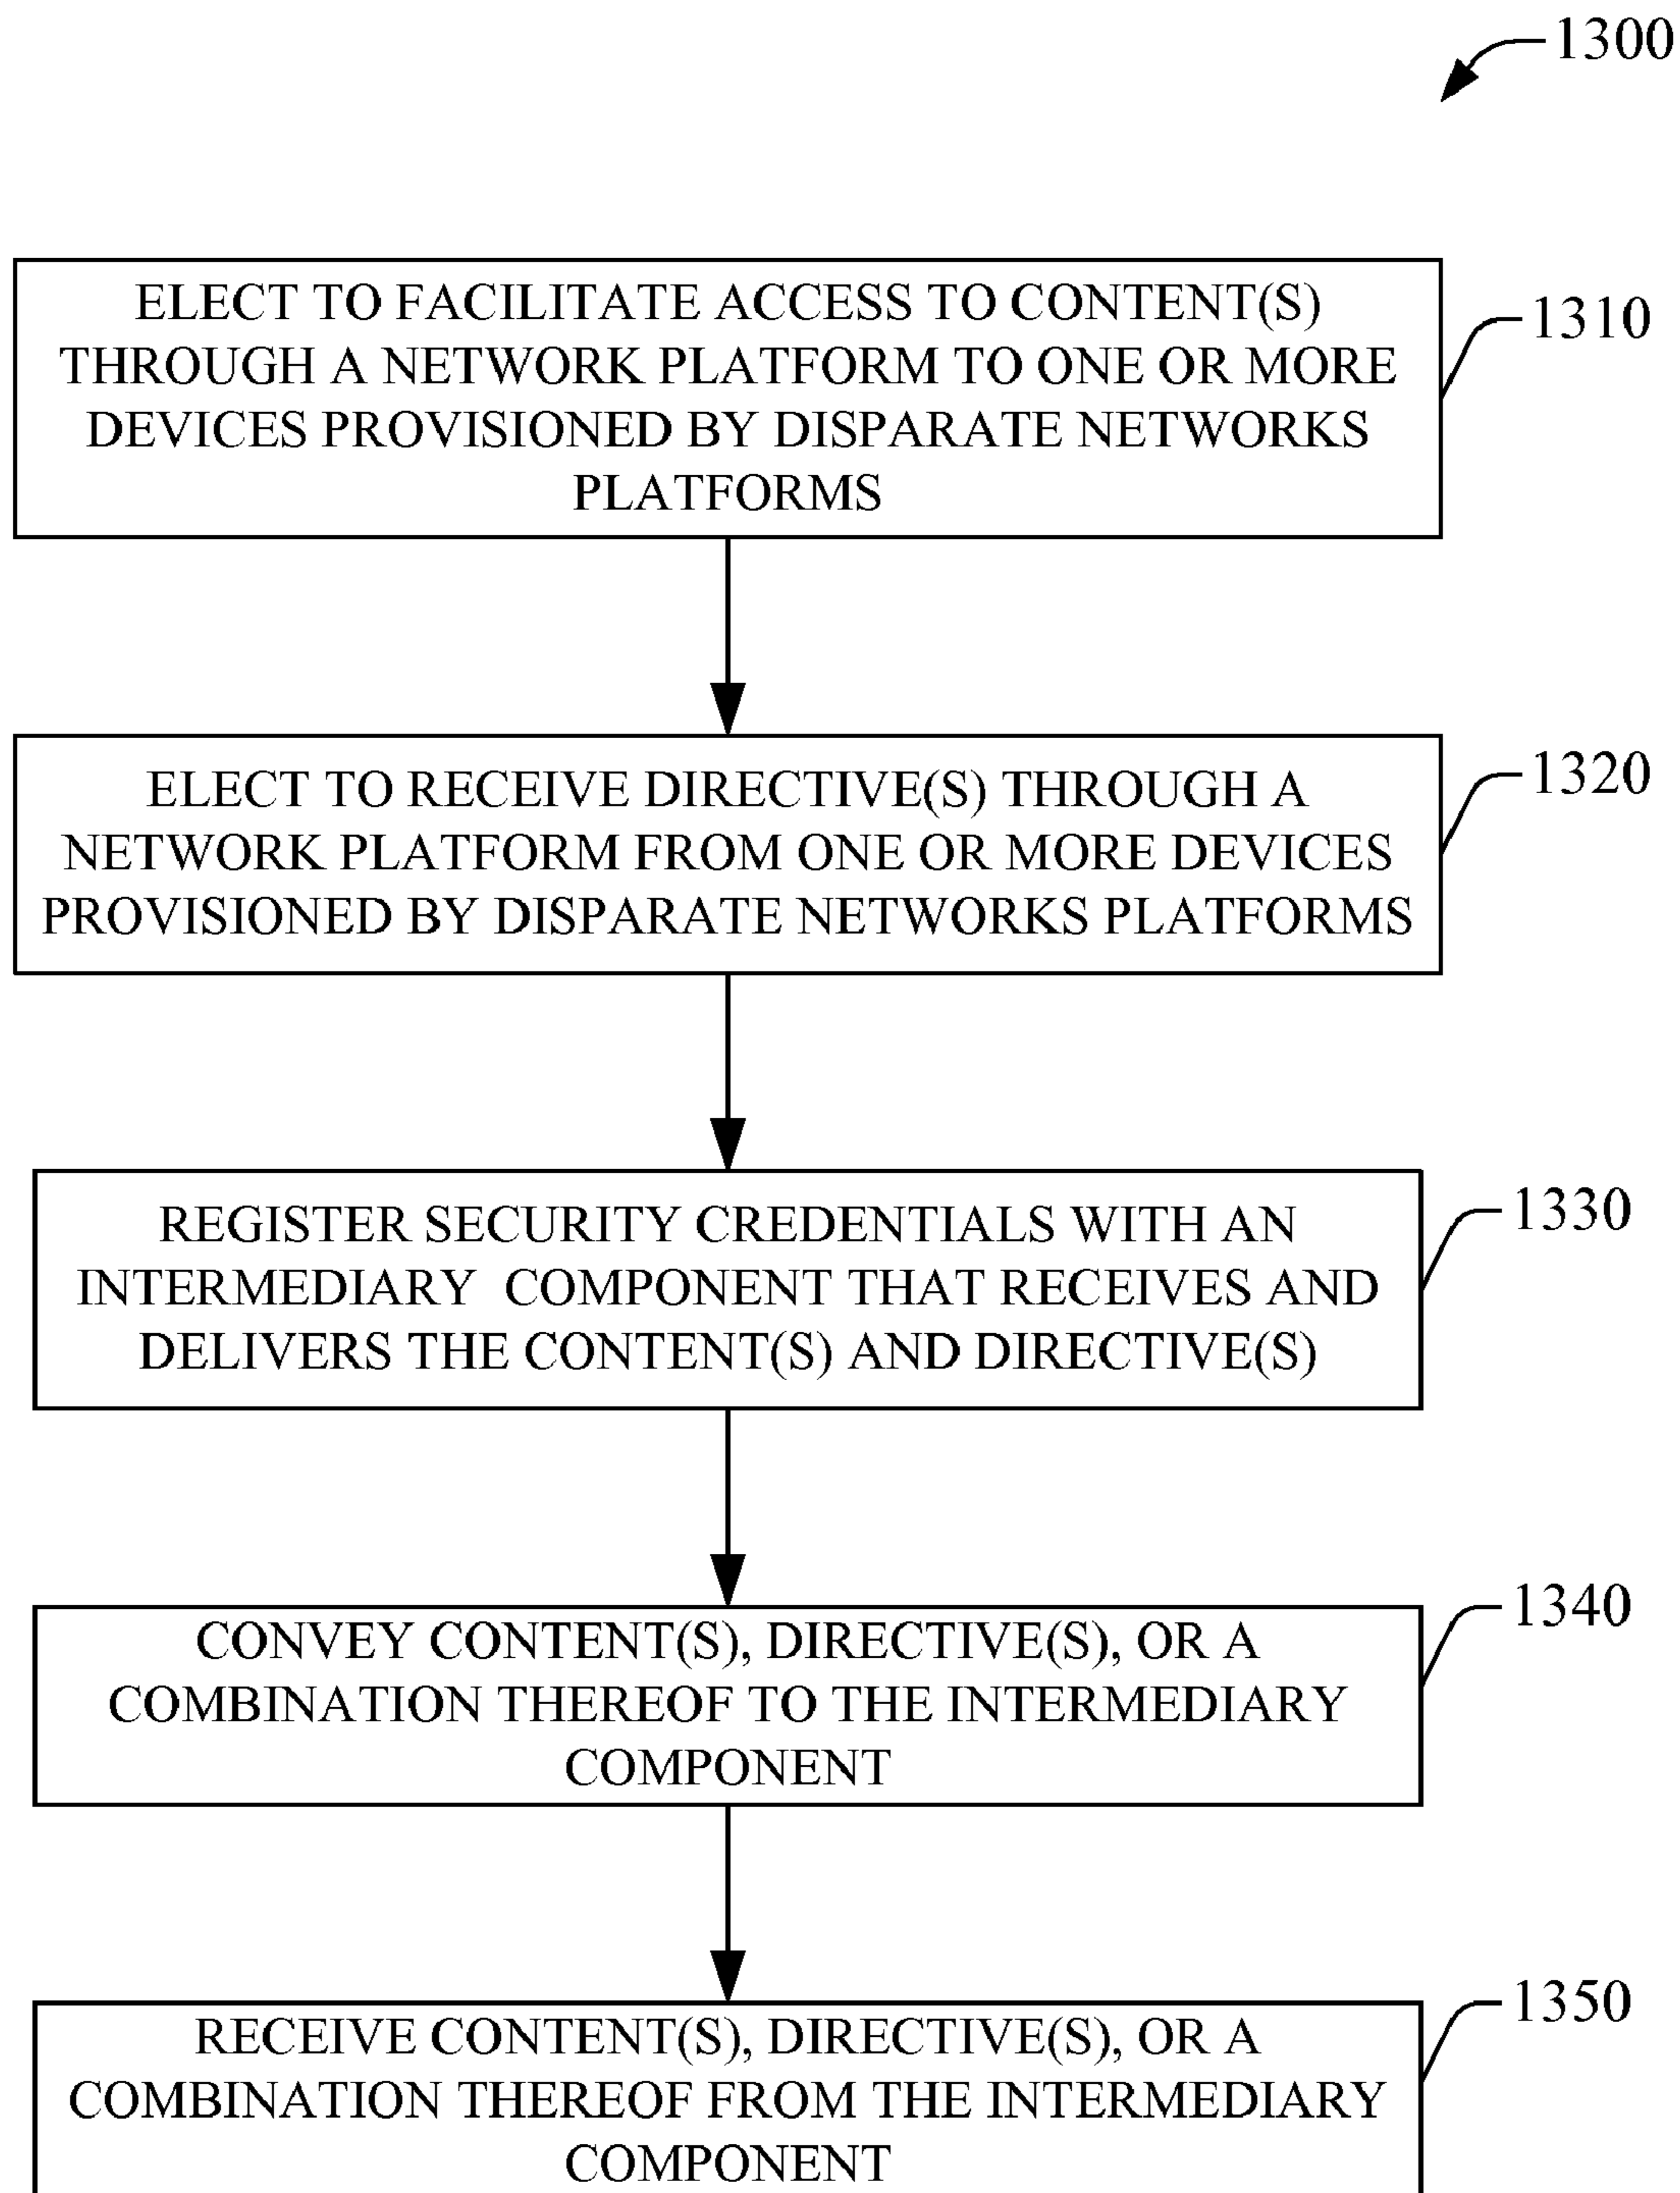 1300
ELECT TO FACILITATE ACCESS TO CONTENT(S)
THROUGH A NETWORK PLATFORM TO ONE OR MORE
DEVICES PROVISIONED BY DISPARATE NETWORKS
PLATFORMS
1310
ELECT TO RECEIVE DIRECTIVE(S) THROUGH A
NETWORK PLATFORM FROM ONE OR MORE DEVICES
PROVISIONED BY DISPARATE NETWORKS PLATFORMS
1320
REGISTER SECURITY CREDENTIALS WITH AN
INTERMEDIARY COMPONENT THAT RECEIVES AND
DELIVERS THE CONTENT(S) AND DIRECTIVE(S)
1330
CONVEY CONTENT(S), DIRECTIVE(S), OR A
COMBINATION THEREOF TO THE INTERMEDIARY
COMPONENT
1340
RECEIVE CONTENT(S), DIRECTIVE(S), OR A
COMBINATION THEREOF FROM THE INTERMEDIARY
COMPONENT
1350